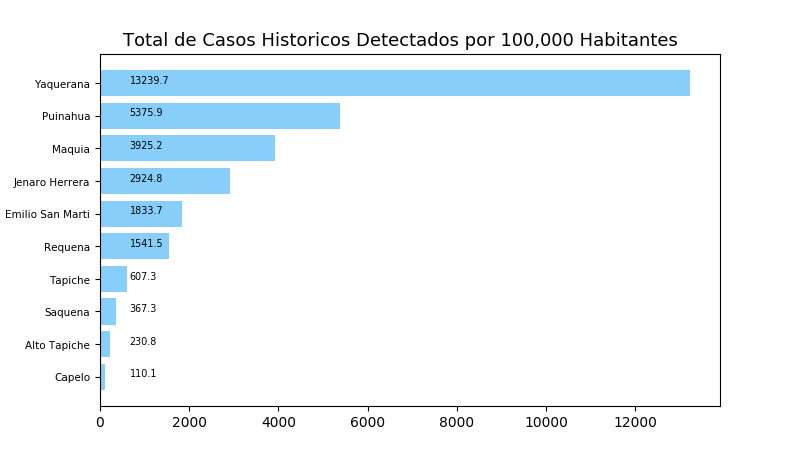 Total de Casos Historicos Detectados por 100,000 Habitantes
Yaquerana 13239.7
Puinahua 5375.9
Maquia 3925.2
Jenaro Herrera 2924.8
Emilio San Marti 1833.7
Requena 1541.5
Tapiche 607.3
Saquena 367.3
Alto Tapiche 230.8
Capelo 110.1
0 2000 4000 6000 8000 10000 12000